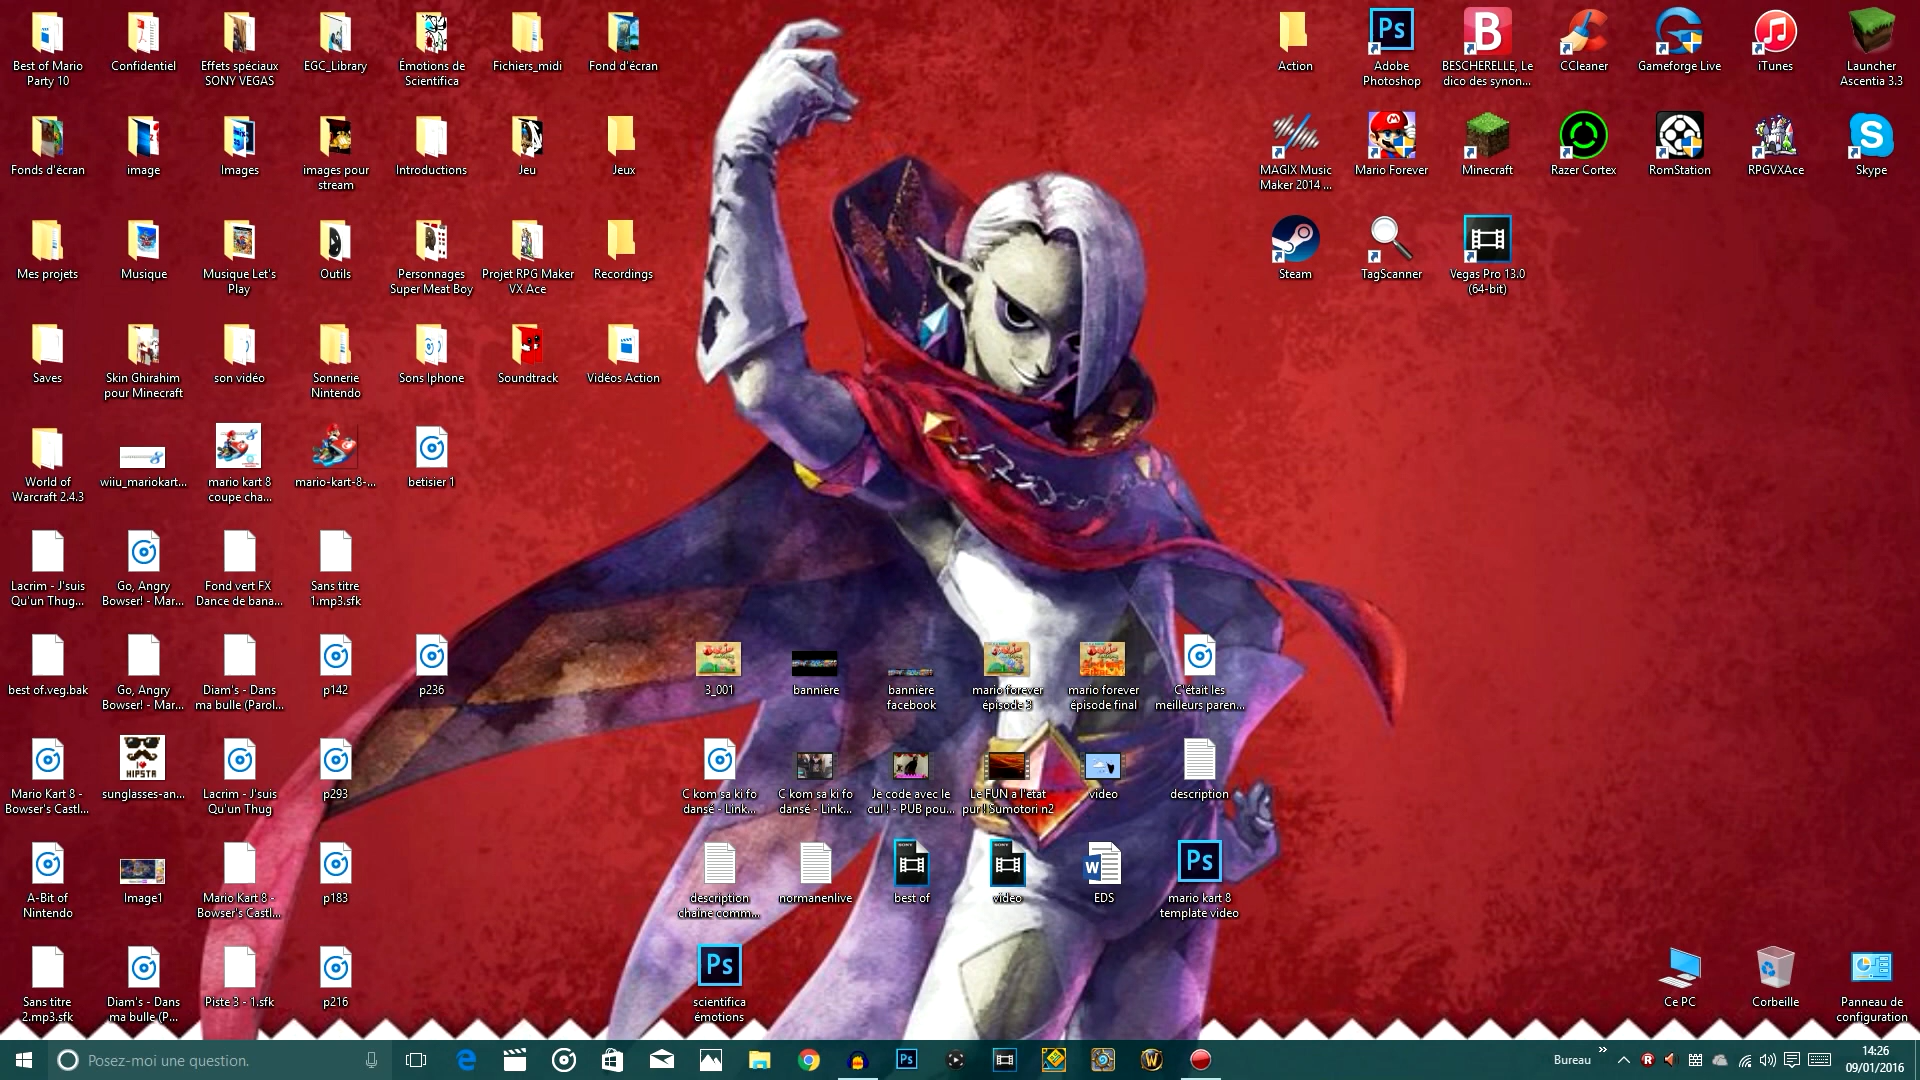 Best of Mario
Party 10
Confidentiel
Effets spéciaux
SONY VEGAS
EGC_Library
Émotions de
Scientifica
Fichiers_midi
Fond d'écran
Action
Ps
Adobe
Photoshop
B
BESCHERELLE, Le
dico des synon...
CCleaner
Gameforge Live
iTunes
Launcher
Ascentia 3.3
Fonds d'écran
image
Images
images pour
stream
Introductions
Jeu
Jeux
MAGIX Music
Maker 2014 ...
Mario Forever
Minecraft
Razer Cortex
RomStation
RPGVXAce
Skype
Mes projets
Musique
Musique Let's
Play
Outils
Personnages
Super Meat Boy
Projet RPG Maker
VX Ace
Recordings
Steam
TagScanner
Vegas Pro 13.0
(64-bit)
Saves
Skin Ghirahim
pour Minecraft
son vidéo
Sonnerie
Nintendo
Sons Iphone
Soundtrack
Vidéos Action
World of
Warcraft 2.4.3
wiiu_mariokart...
mario kart 8
coupe cha...
mario-kart-8-...
betisier 1
Lacrim - J'suis
Qu'un Thug...
Go, Angry
Bowser! - Mar...
Fond vert FX
Dance de bana...
Sans titre
1.mp3.sfk
best of.veg.bak
Go, Angry
Bowser! - Mar...
Diam's - Dans
ma bulle (Parol...
p142
p236
3_001
bannière
bannière
facebook
mario forever
épisode 3
mario forever
épisode final
C'était les
meilleurs paren...
Mario Kart 8 -
Bowser's Castl...
HIPSTA
sunglasses-an...
Lacrim - J'suis
Qu'un Thug
p293
C kom sa ki fo
dansé - Link...
C kom sa ki fo
dansé - Link...
Je code avec le
cul ! - PUB pou...
Le FUN a l'état
pur! Sumotori n2
video
description
A-Bit of
Nintendo
Image1
Mario Kart 8 -
Bowser's Castl...
p183
description
chaine comm...
normanenlive
SONY
best of
SONY
video
W
EDS
Ps
mario kart 8
template video
Sans titre
2.mp3.sfk
Diam's - Dans
ma bulle (P...
Piste 3 - 1.sfk
p216
Ps
scientifica
émotions
Ce PC
Corbeille
Panneau de
configuration
Posez-moi une question.
Ps
Bureau
14:26
09/01/2016